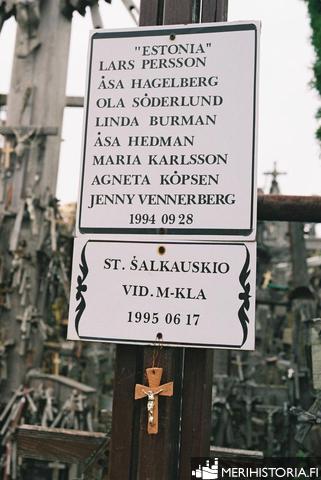 "ESTONIA"
LARS PERSSON
ÅSA HAGELBERG
OLA SÖDERLUND
LINDA BURMAN
ÅSA HEDMAN
MARIA KARLSSON
AGNETA KÖPSEN
JENNY VENNERBERG
1994 09 28
ST. ŠALKAUSKIO
VID. M-KLA
1995 06 17
MERIHISTORIA.FI